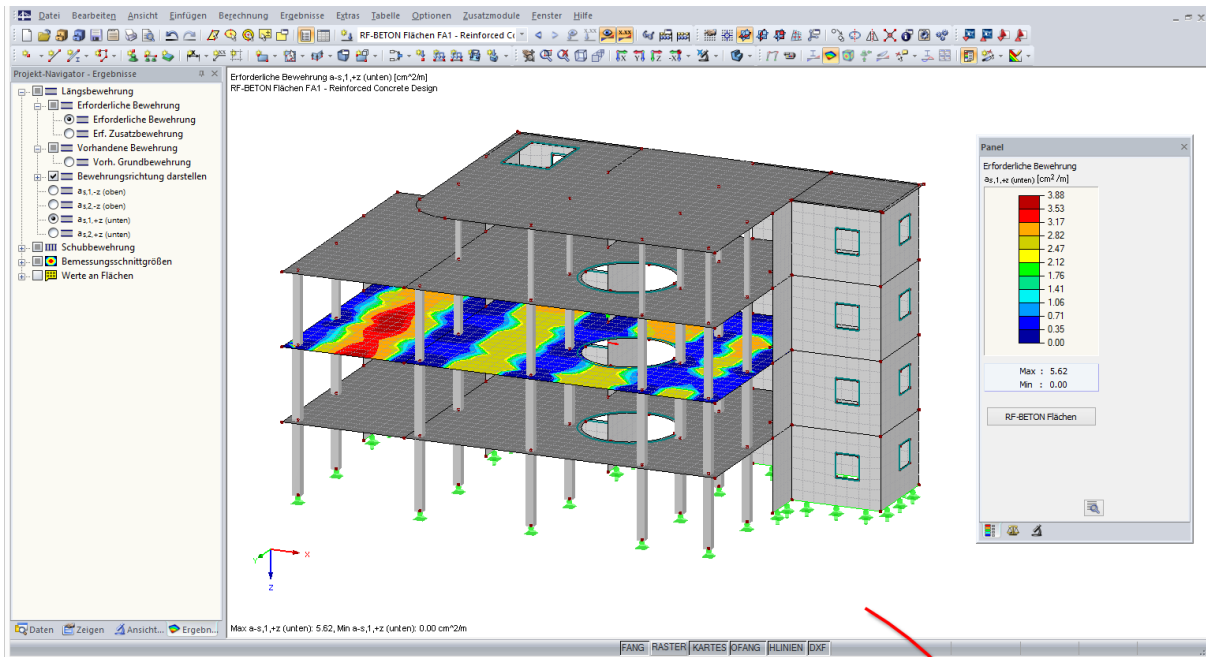 Datei Bearbeiten Ansicht Einfügen Berechnung Ergebnisse Extras Tabelle Optionen Zusatzmodule Fenster Hilfe
RF-BETON Flächen FA1 - Reinforced Co
Projekt-Navigator - Ergebnisse
Längsbewehrung
Erforderliche Bewehrung
Erforderliche Bewehrung
Erf. Zusatzbewehrung
Vorhandene Bewehrung
Vorh. Grundbewehrung
Bewehrungsrichtung darstellen
as,1,-z (oben)
as,2,-z (oben)
as,1,+z (unten)
as,2,+z (unten)
Schubbewehrung
Bemessungsschnittgrößen
Werte an Flächen
Daten Zeigen Ansicht... Ergebn...
Erforderliche Bewehrung a-s,1,+z (unten) [cm^2/m]
RF-BETON Flächen FA1 - Reinforced Concrete Design
X
Y
Z
Max a-s,1,+z (unten): 5.62, Min a-s,1,+z (unten): 0.00 cm^2/m
Panel
Erforderliche Bewehrung
as,1,+z (unten) [cm²/m]
3.88
3.53
3.17
2.82
2.47
2.12
1.76
1.41
1.06
0.71
0.35
0.00
Max : 5.62
Min : 0.00
RF-BETON Flächen
FANG RASTER KARTES OFANG HLINIEN DXF